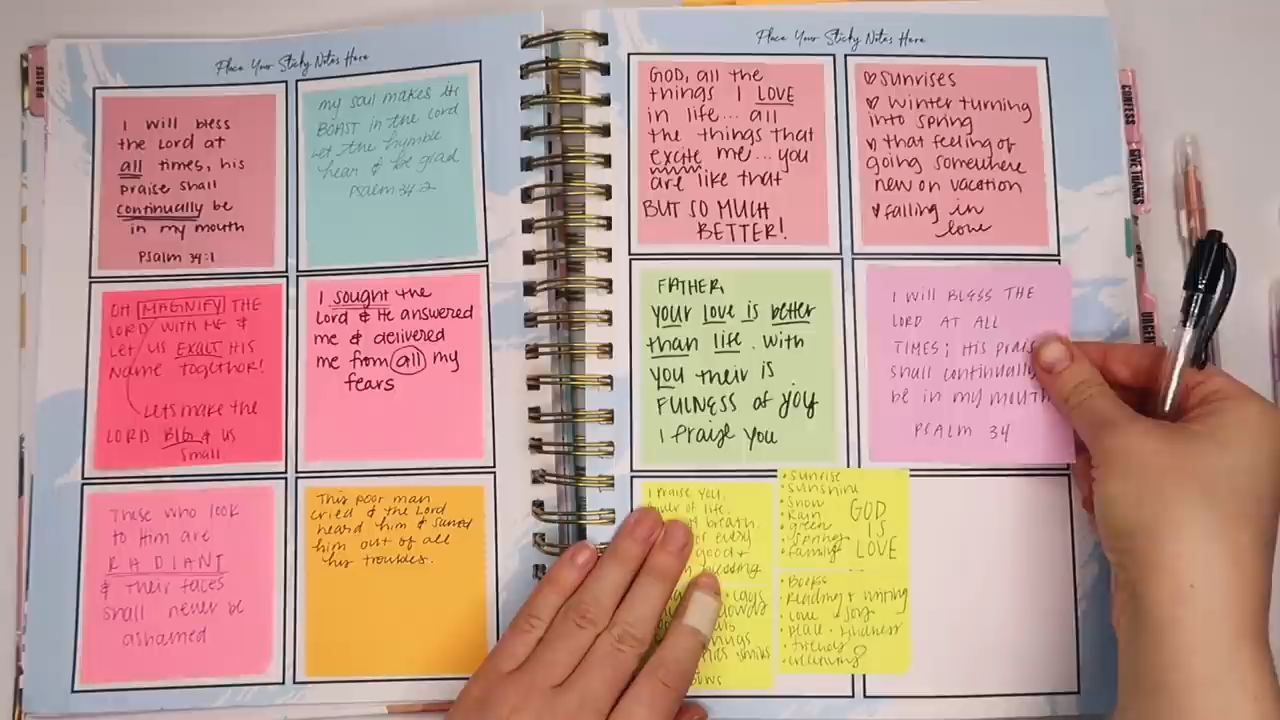 Place Your Sticky Notes Here
I will bless
the Lord at
all times, his
praise shall
continually be
in my mouth
Psalm 34:1
my soul makes its
BOAST in the Lord
Let the humble
hear & be glad
Psalm 34:2
OH MAGNIFY THE
LORD WITH ME &
LET US EXALT HIS
NAME TOGETHOR!
LETS MAKE THE
LORD BIG & US
Small
I sought the
Lord & He answered
me & delivered
me from all my
fears
Those who look
to Him are
RADIANT
& their faces
shall never be
ashamed
This poor man
cried & the Lord
heard him & saved
him out of all
his troubles.
Place Your Sticky Notes Here
GOD, all the
things I LOVE
in life... all
the things that
excite me... you
are like that
BUT SO MUCH
BETTER!
Sunrises
winter turning
into spring
that feeling of
going somewhere
new on vacation
falling in
love
FATHER,
your love is better
than life. With
you their is
FULNESS of joy
I Praise you
I WILL BLESS THE
LORD AT ALL
TIMES; His prais
shall continually
be in my mouth
PSALM 34
I Praise you,
of life.
breath.
every
good +
blessing
• Sunrise
• Sunshine
• Snow
• Rain
• green
• Spring
• family
GOD
IS
LOVE
• Books
• Reading & writing
• love • joy
• peace • kindness
• friends
PRAISE
CONFESS
GIVE THANKS